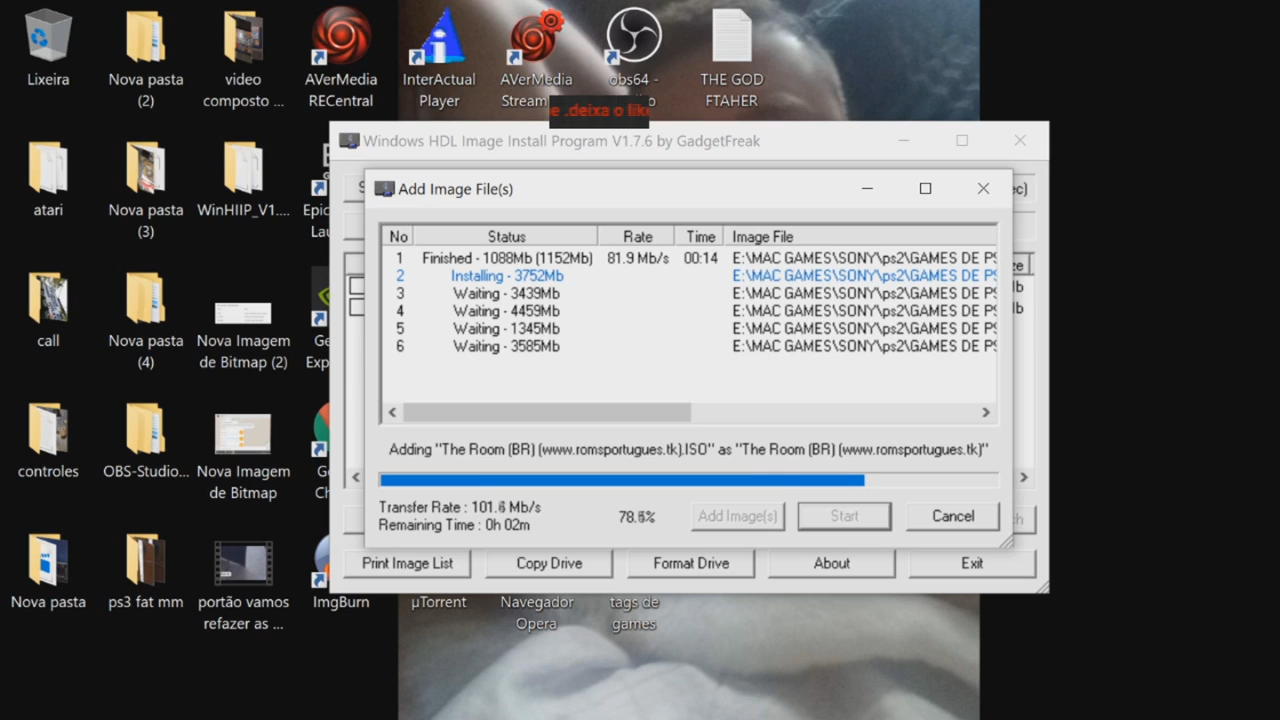 Lixeira
Nova pasta
(2)
video
composto ...
AVerMedia
RECentral
InterActual
Player
AVerMedia
Stream
obs64 -
THE GOD
FTAHER
e .deixa o like
atari
Nova pasta
(3)
WinHIIP_V1....
Epic
Lau
call
Nova pasta
(4)
Nova Imagem
de Bitmap (2)
Ge
Exp
controles
OBS-Studio...
Nova Imagem
de Bitmap
Go
Ch
Nova pasta
ps3 fat mm
portão vamos
refazer as ...
ImgBurn
µTorrent
Navegador
Opera
tags de
games
Windows HDL Image Install Program V1.7.6 by GadgetFreak
Add Image File(s)
No Status Rate Time Image File
1 Finished - 1088Mb (1152Mb) 81.9 Mb/s 00:14 E:\MAC GAMES\SONY\ps2\GAMES DE PS
2 Installing - 3752Mb E:\MAC GAMES\SONY\ps2\GAMES DE PS
3 Waiting - 3439Mb E:\MAC GAMES\SONY\ps2\GAMES DE PS
4 Waiting - 4459Mb E:\MAC GAMES\SONY\ps2\GAMES DE PS
5 Waiting - 1345Mb E:\MAC GAMES\SONY\ps2\GAMES DE PS
6 Waiting - 3585Mb E:\MAC GAMES\SONY\ps2\GAMES DE PS
Adding "The Room (BR) (www.romsportugues.tk).ISO" as "The Room (BR) (www.romsportugues.tk)"
Transfer Rate : 101.6 Mb/s
Remaining Time : 0h 02m
78.6%
Add Image(s)
Start
Cancel
Print Image List
Copy Drive
Format Drive
About
Exit